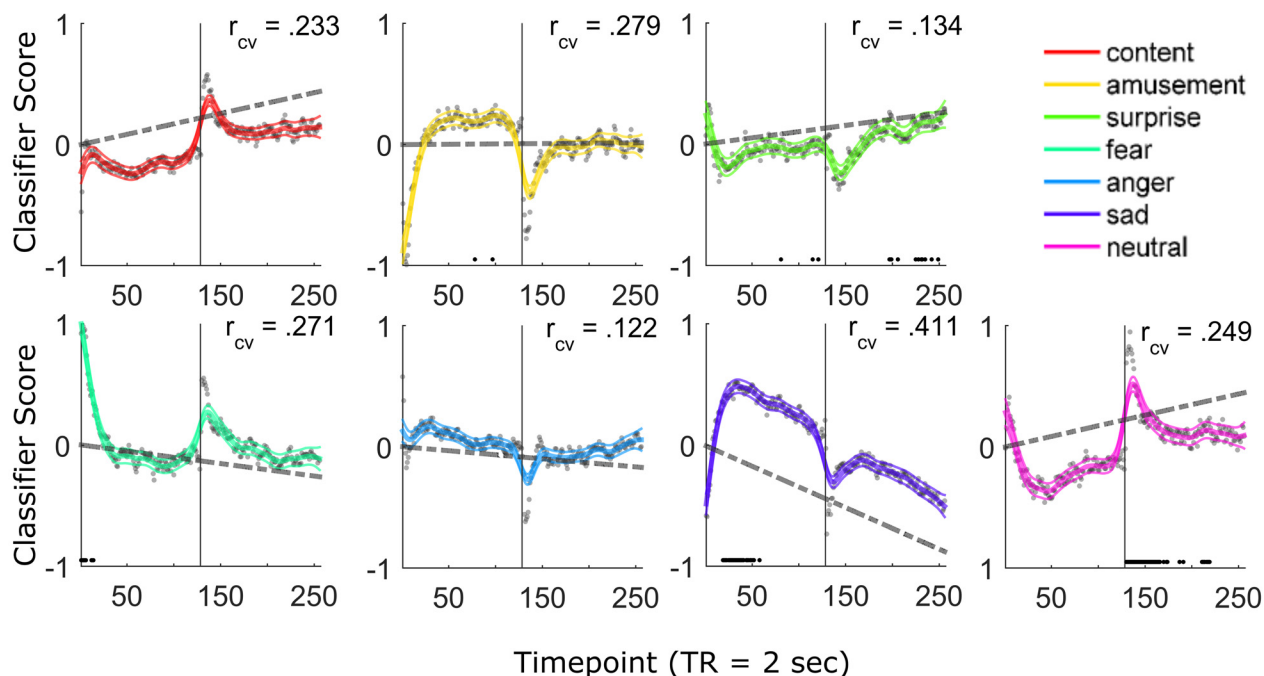 1 r_cv = .233 1 r_cv = .279 1 r_cv = .134
content
amusement
surprise
fear
anger
sad
neutral
Classifier Score
0 0 0
-1 -1 -1
50 150 250 50 150 250 50 150 250
1 r_cv = .271 1 r_cv = .122 1 r_cv = .411 1 r_cv = .249
Classifier Score
0 0 0 0
-1 -1 -1 1
50 150 250 50 150 250 50 150 250 50 150 250
Timepoint (TR = 2 sec)